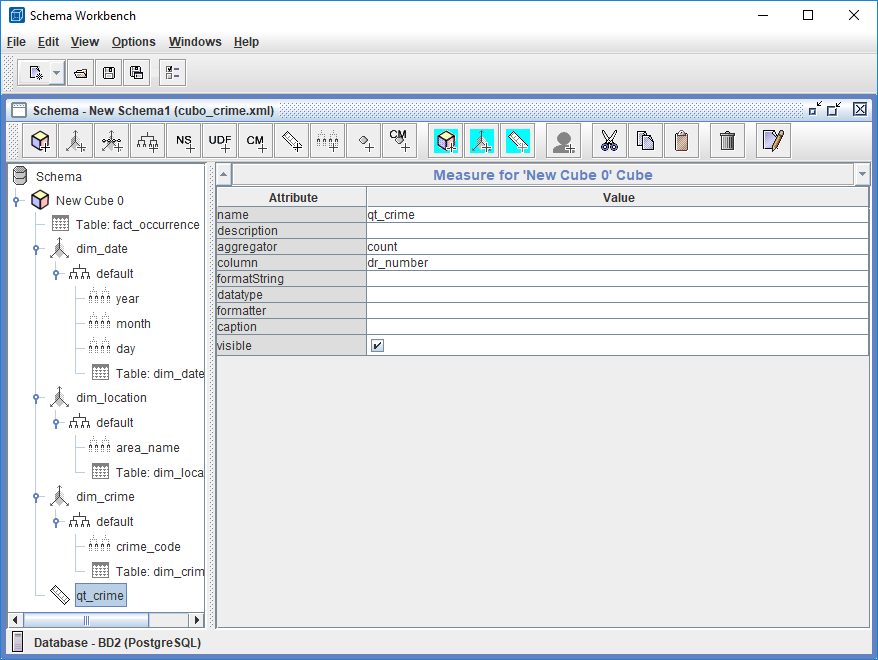 Schema Workbench
File Edit View Options Windows Help
Schema - New Schema1 (cubo_crime.xml)
NS UDF CM CM
Schema
New Cube 0
Table: fact_occurrence
dim_date
default
year
month
day
Table: dim_date
dim_location
default
area_name
Table: dim_loca
dim_crime
default
crime_code
Table: dim_crim
qt_crime
Measure for 'New Cube 0' Cube
Attribute Value
name qt_crime
description
aggregator count
column dr_number
formatString
datatype
formatter
caption
visible
Database - BD2 (PostgreSQL)